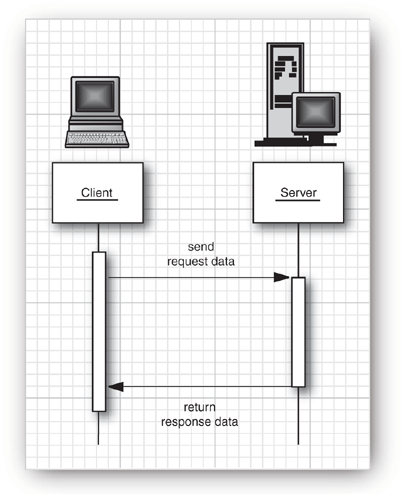 Client
Server
send
request data
return
response data